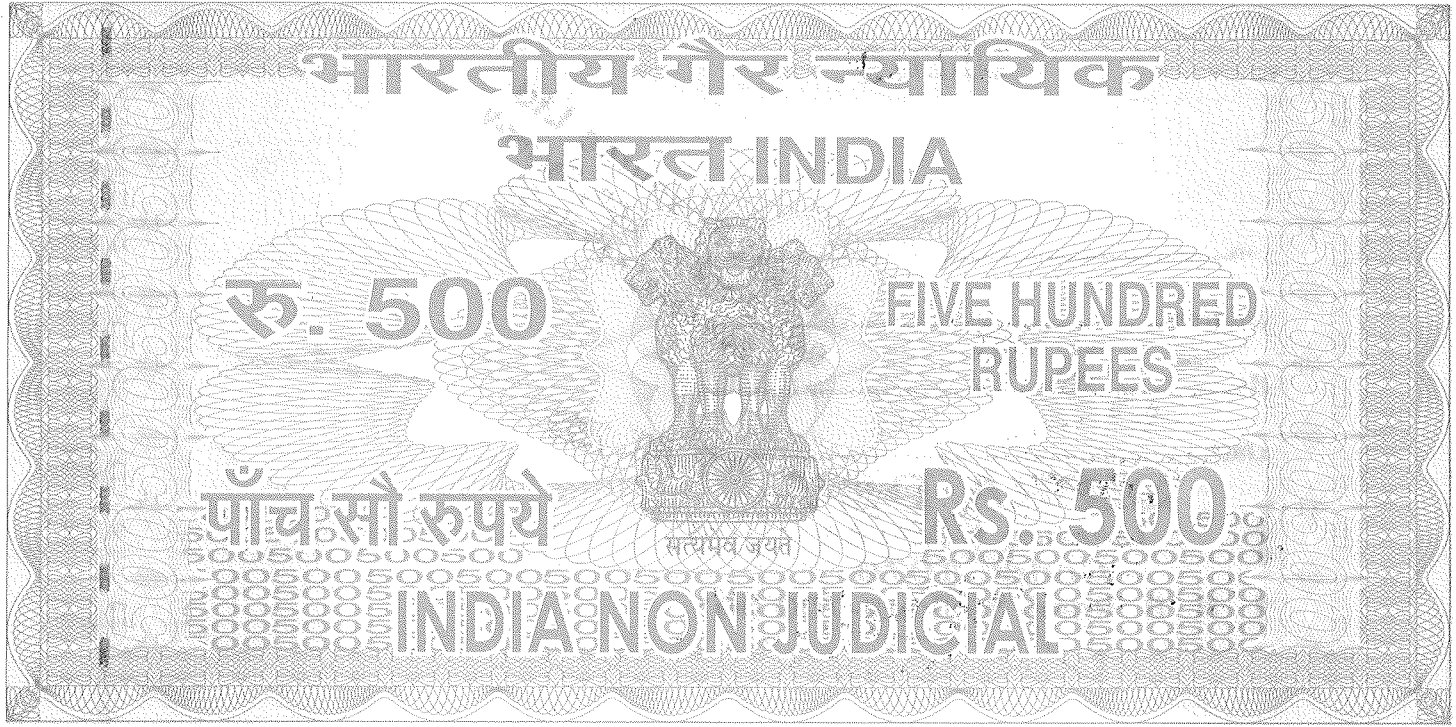 भारतीय गैर न्यायिक
भारत INDIA
रु. 500
FIVE HUNDRED
RUPEES
पाँच सौ रुपये
Rs. 500
सत्यमेव जयते
INDIA NON JUDICIAL